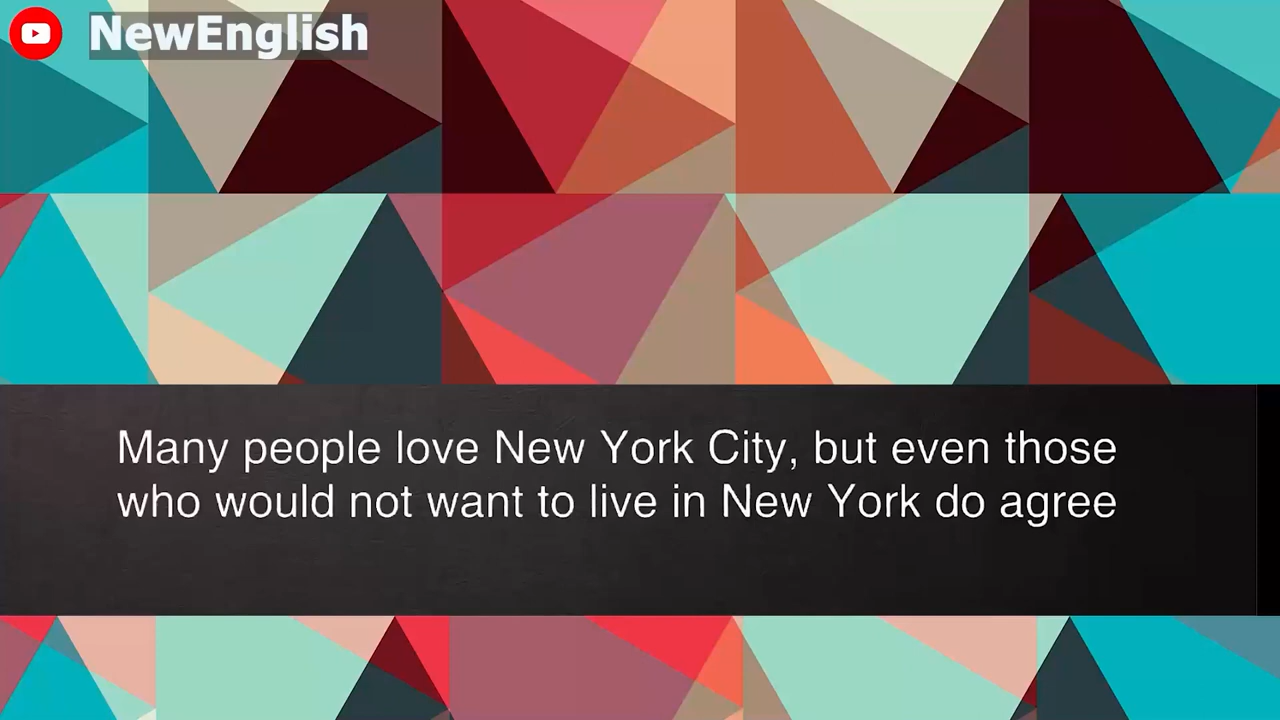 NewEnglish
Many people love New York City, but even those
who would not want to live in New York do agree